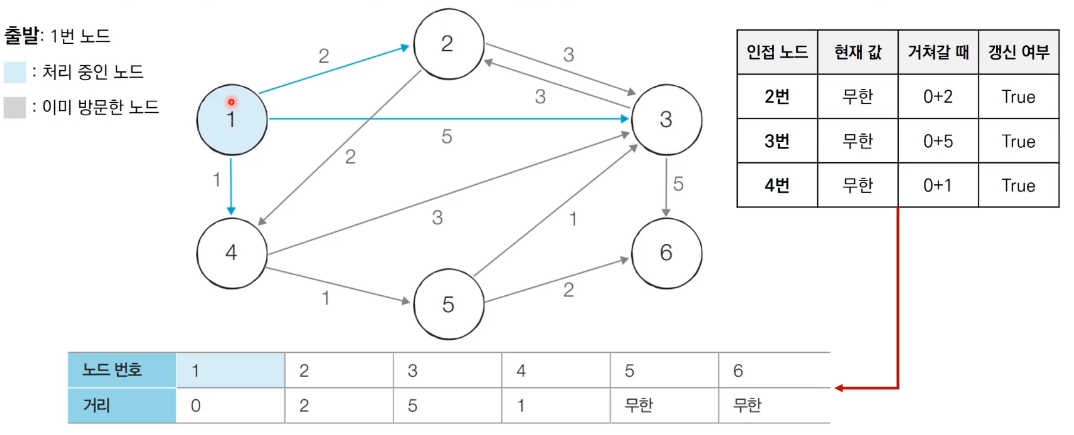 출발: 1번 노드
: 처리 중인 노드
: 이미 방문한 노드
2
3
3
2
1
5
3
2
1
5
3
1
4
6
1
5
2
인접 노드 현재 값 거쳐갈 때 갱신 여부
2번 무한 0+2 True
3번 무한 0+5 True
4번 무한 0+1 True
노드 번호 1 2 3 4 5 6
거리 0 2 5 1 무한 무한